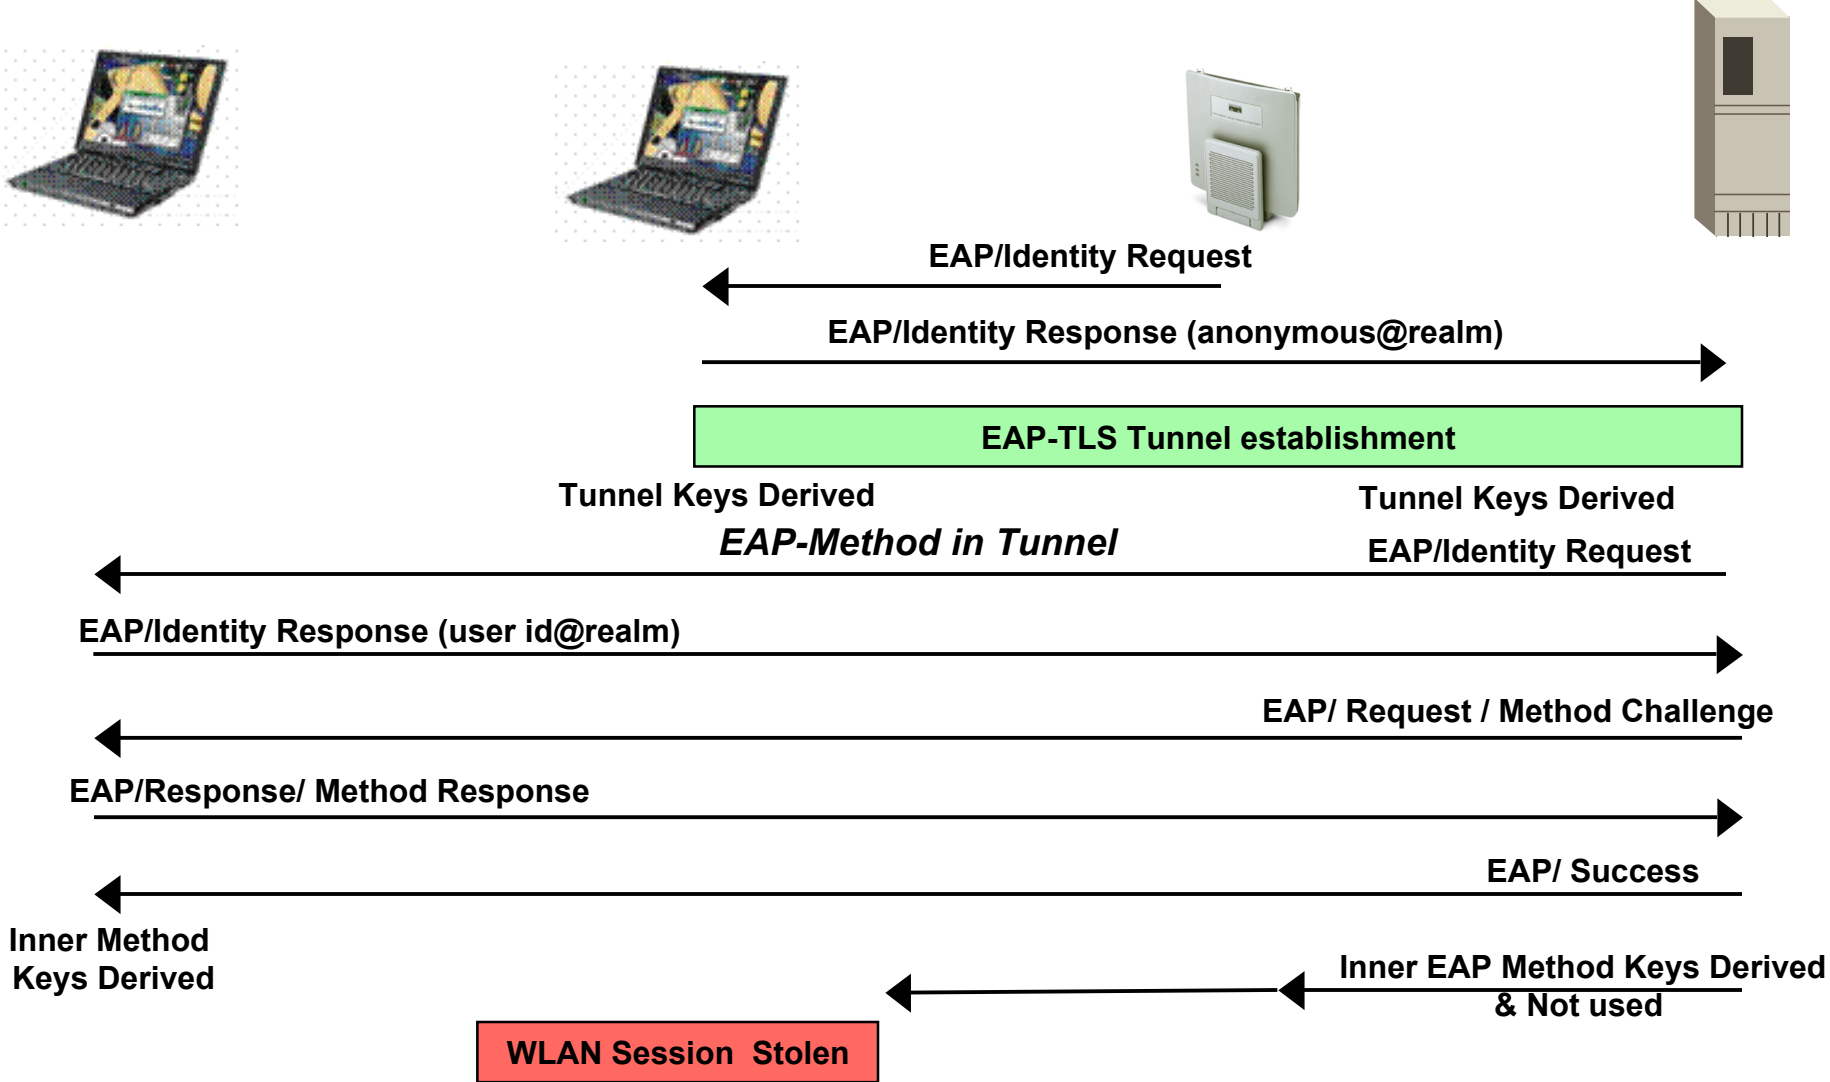 EAP/Identity Request
EAP/Identity Response (anonymous@realm)
EAP-TLS Tunnel establishment
Tunnel Keys Derived
Tunnel Keys Derived
EAP-Method in Tunnel
EAP/Identity Request
EAP/Identity Response (user id@realm)
EAP/ Request / Method Challenge
EAP/Response/ Method Response
EAP/ Success
Inner Method
Keys Derived
Inner EAP Method Keys Derived
& Not used
WLAN Session Stolen